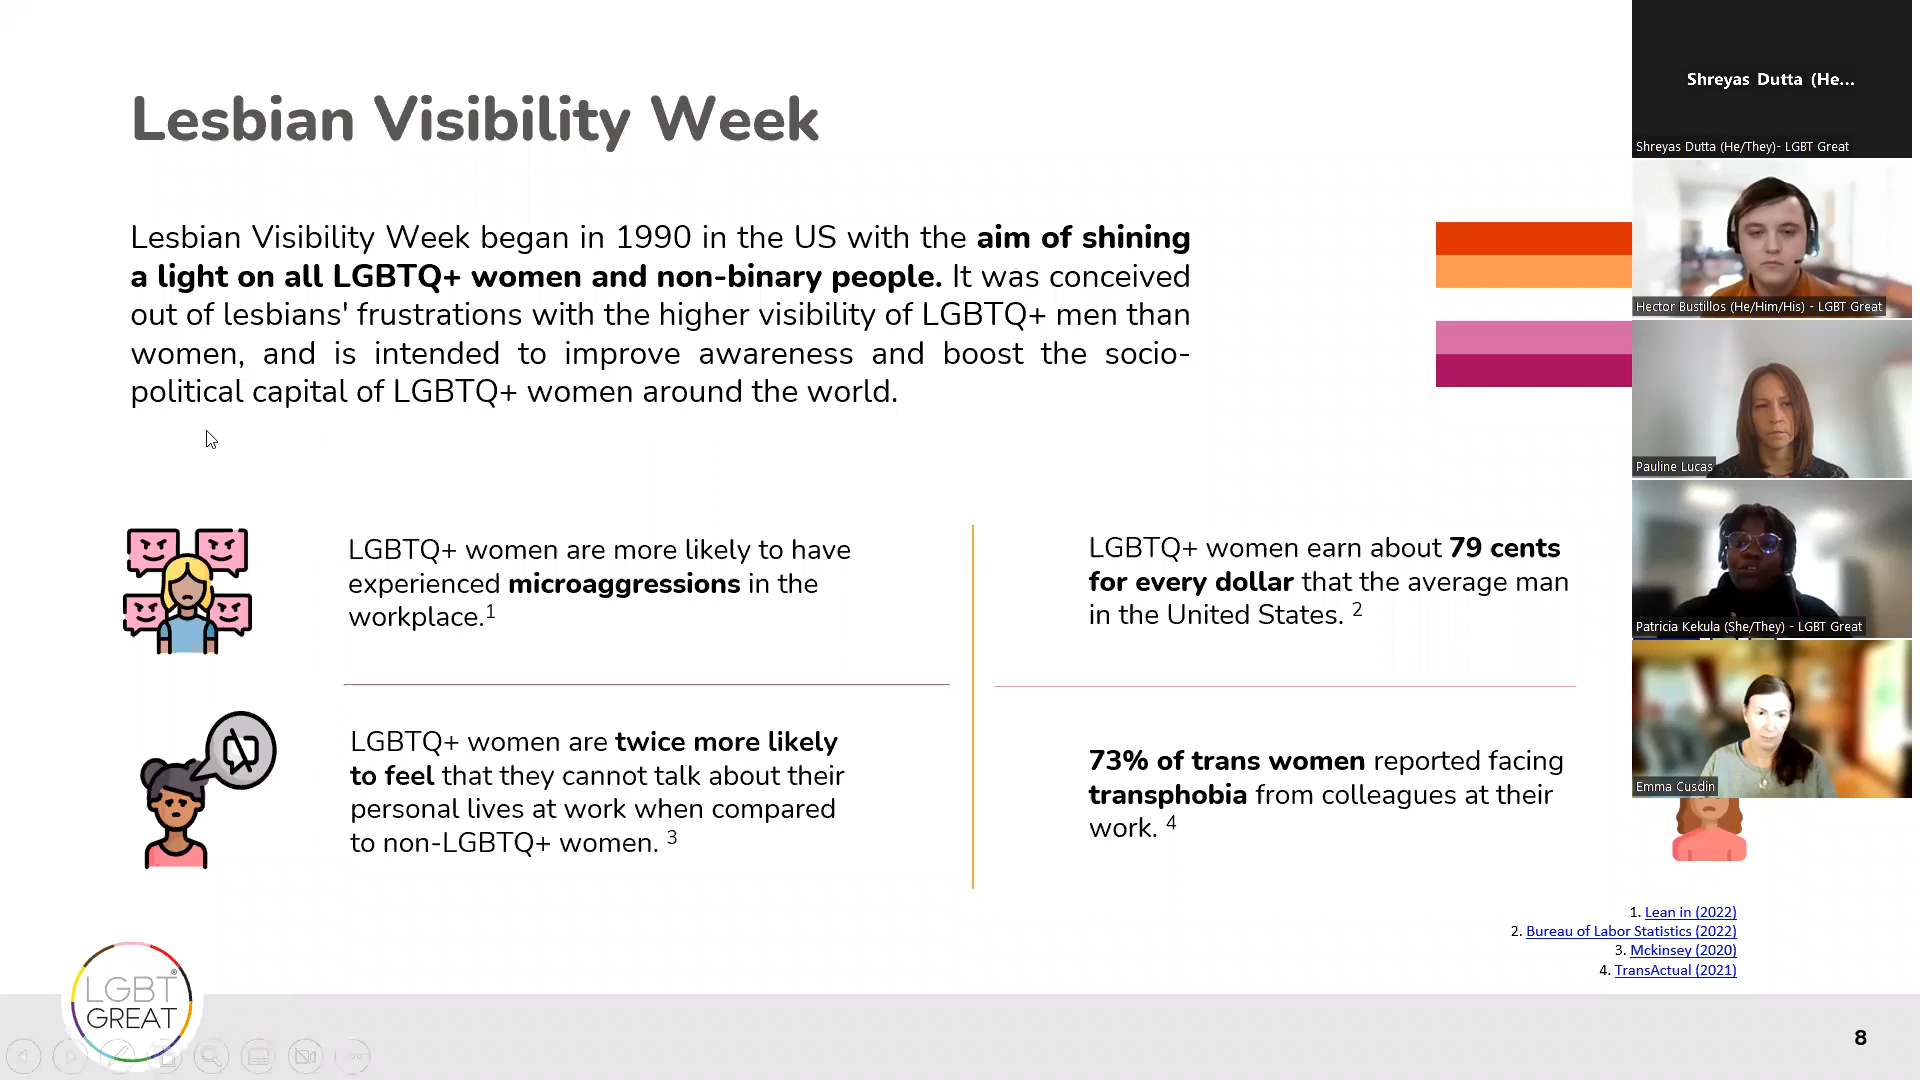 Lesbian Visibility Week
Lesbian Visibility Week began in 1990 in the US with the aim of shining
a light on all LGBTQ+ women and non-binary people. It was conceived
out of lesbians' frustrations with the higher visibility of LGBTQ+ men than
women, and is intended to improve awareness and boost the socio-
political capital of LGBTQ+ women around the world.
LGBTQ+ women are more likely to have
experienced microaggressions in the
workplace.1
LGBTQ+ women earn about 79 cents
for every dollar that the average man
in the United States. 2
LGBTQ+ women are twice more likely
to feel that they cannot talk about their
personal lives at work when compared
to non-LGBTQ+ women. 3
73% of trans women reported facing
transphobia from colleagues at their
work. 4
1. Lean in (2022)
2. Bureau of Labor Statistics (2022)
3. Mckinsey (2020)
4. TransActual (2021)
LGBT®
GREAT
8
Shreyas Dutta (He...
Shreyas Dutta (He/They)- LGBT Great
Hector Bustillos (He/Him/His) - LGBT Great
Pauline Lucas
Patricia Kekula (She/They) - LGBT Great
Emma Cusdin